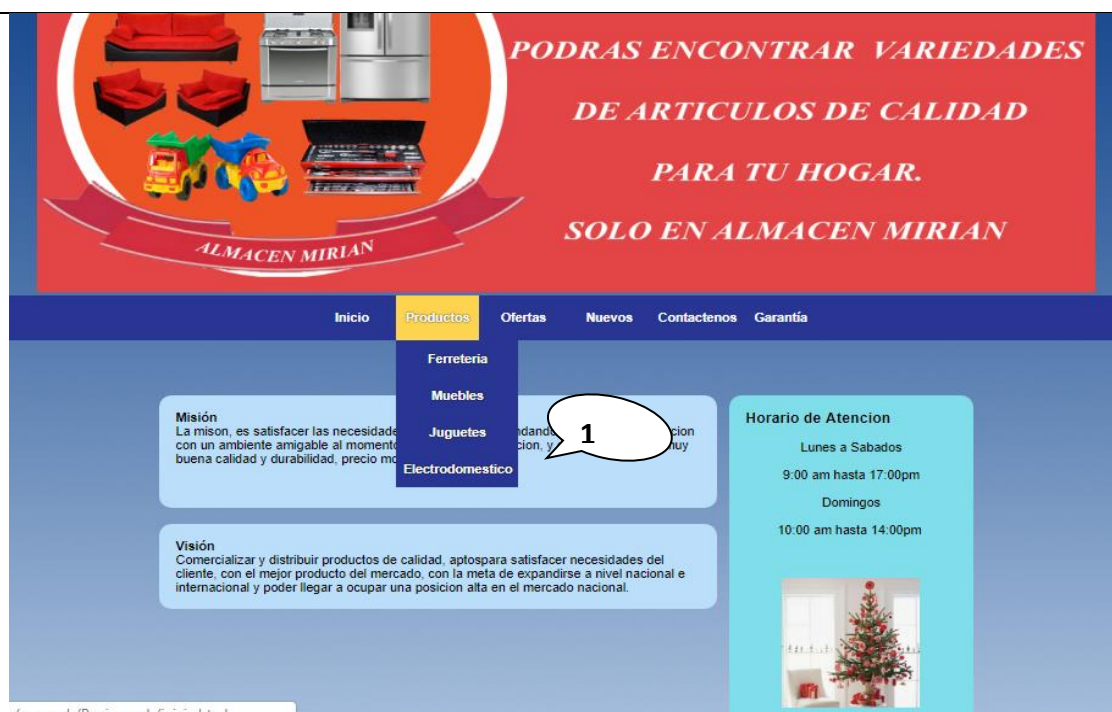 PODRAS ENCONTRAR VARIEDADES
DE ARTICULOS DE CALIDAD
PARA TU HOGAR.
SOLO EN ALMACEN MIRIAN
ALMACEN MIRIAN
Inicio Productos Ofertas Nuevos Contactenos Garantía
Ferreteria
Muebles
Juguetes
Electrodomestico
1
Misión
La mison, es satisfacer las cion
con un ambiente amigable al cion, y
buena calidad y durabilidad, precio
Visión
Comercializar y distribuir productos de calidad, aptospara satisfacer necesidades del
cliente, con el mejor producto del mercado, con la meta de expandirse a nivel nacional e
internacional y poder llegar a ocupar una posicion alta en el mercado nacional.
Horario de Atencion
Lunes a Sabados
9:00 am hasta 17:00pm
Domingos
10:00 am hasta 14:00pm